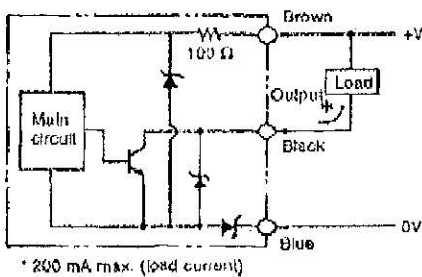 Brown
+V
100 Ω
Load
Output
Main
circuit
Black
0V
Blue
* 200 mA max. (load current)